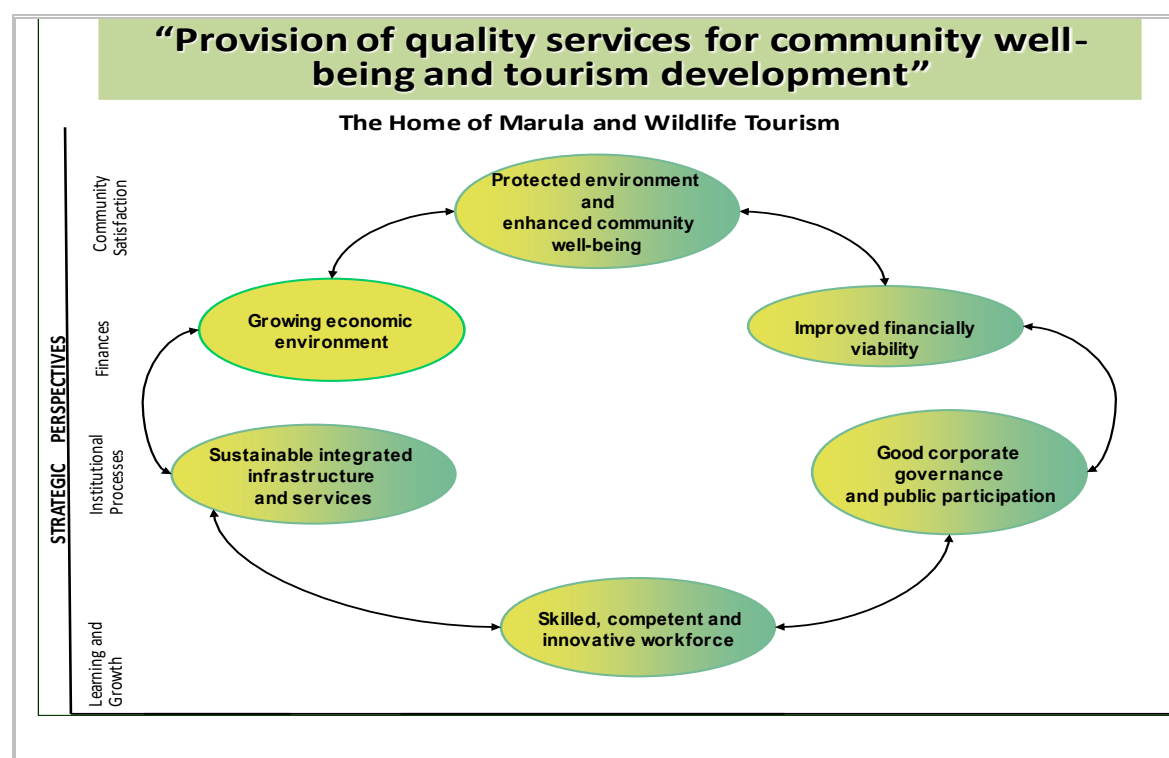 “Provision of quality services for community well-
being and tourism development”
The Home of Marula and Wildlife Tourism
STRATEGIC PERSPECTIVES
Community
Satisfaction
Finances
Institutional
Processes
Learning and
Growth
Protected environment
and
enhanced community
well-being
Growing economic
environment
Improved financially
viability
Sustainable integrated
infrastructure
and services
Good corporate
governance
and public participation
Skilled, competent and
innovative workforce